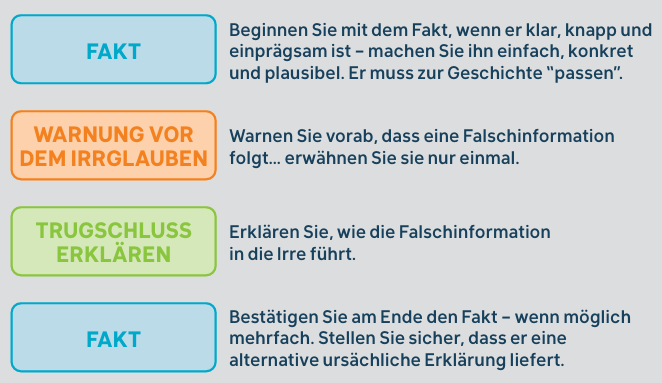 FAKT
Beginnen Sie mit dem Fakt, wenn er klar, knapp und
einprägsam ist – machen Sie ihn einfach, konkret
und plausibel. Er muss zur Geschichte “passen”.
WARNUNG VOR
DEM IRRGLAUBEN
Warnen Sie vorab, dass eine Falschinformation
folgt... erwähnen Sie sie nur einmal.
TRUGSCHLUSS
ERKLÄREN
Erklären Sie, wie die Falschinformation
in die Irre führt.
FAKT
Bestätigen Sie am Ende den Fakt – wenn möglich
mehrfach. Stellen Sie sicher, dass er eine
alternative ursächliche Erklärung liefert.